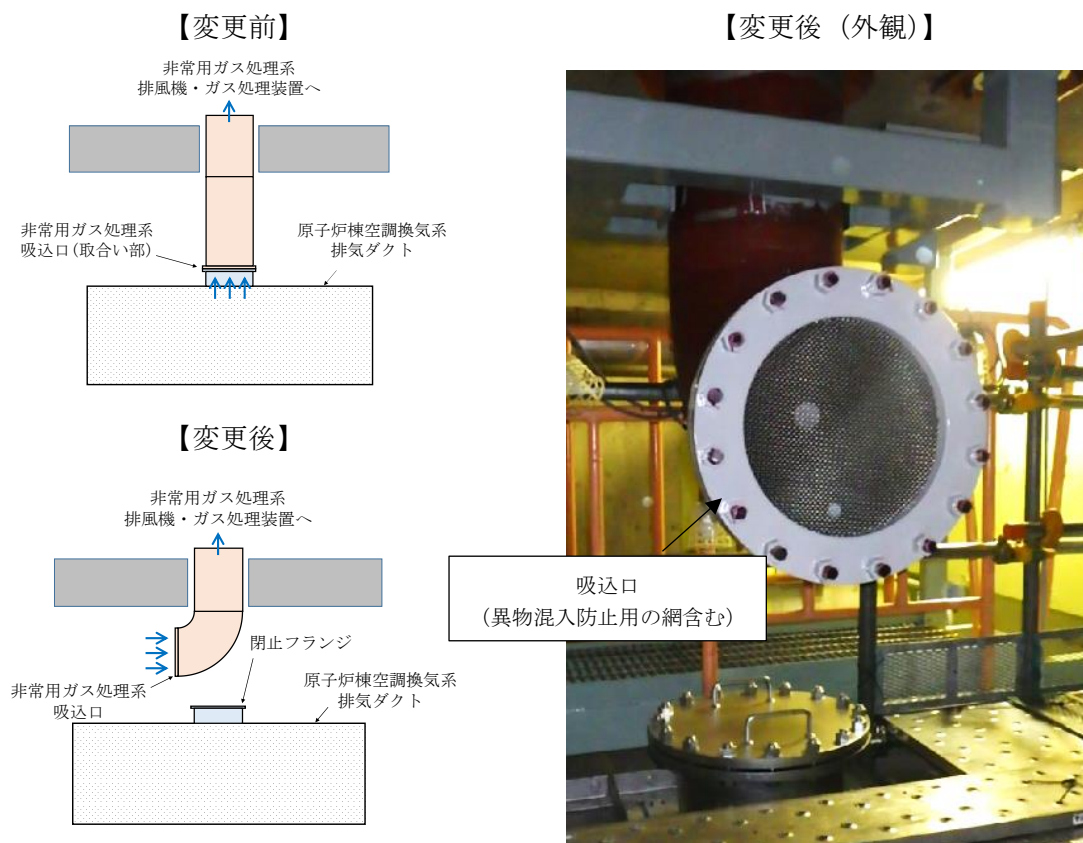 【変更前】
非常用ガス処理系
排風機・ガス処理装置へ
非常用ガス処理系
吸込口(取合い部)
原子炉棟空調換気系
排気ダクト
【変更後】
非常用ガス処理系
排風機・ガス処理装置へ
閉止フランジ
非常用ガス処理系
吸込口
原子炉棟空調換気系
排気ダクト
【変更後（外観）】
吸込口
（異物混入防止用の網含む）